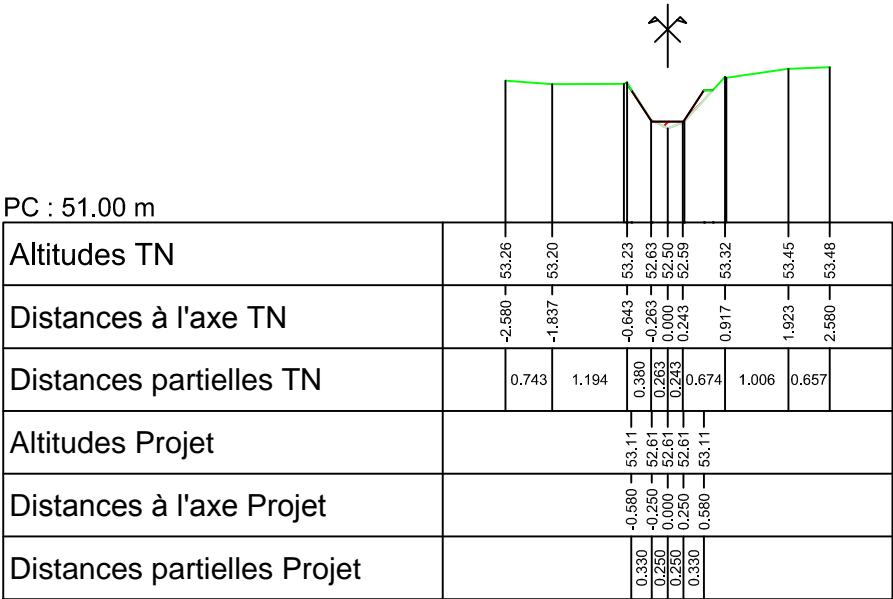 PC : 51.00 m
Altitudes TN
53.26 53.20 53.23 52.63 52.50 52.59 53.32 53.45 53.48
Distances à l'axe TN
-2.580 -1.837 -0.643 -0.263 0.000 0.243 0.917 1.923 2.580
Distances partielles TN
0.743 1.194 0.380 0.263 0.243 0.674 1.006 0.657
Altitudes Projet
53.11 52.61 52.61 52.61 53.11
Distances à l'axe Projet
-0.580 -0.250 0.000 0.250 0.580
Distances partielles Projet
0.330 0.250 0.250 0.330